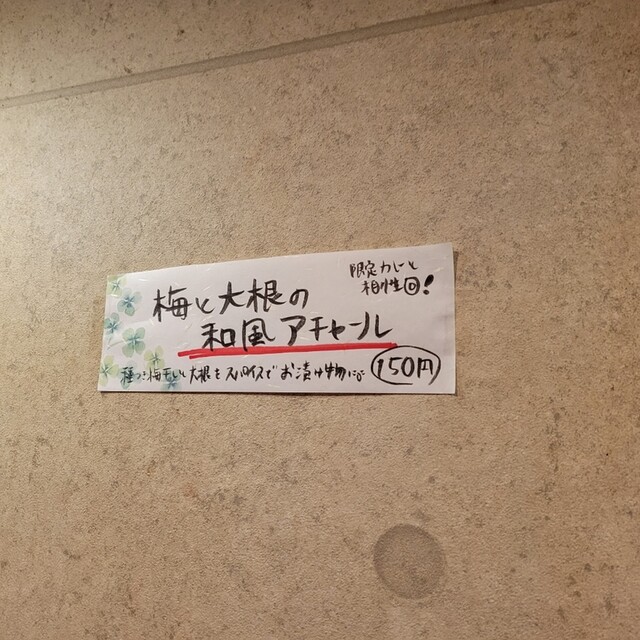 限定カレーと
相性◎!
梅と大根の
和風アチャール
種つき梅干しと大根をスパイスでお漬け物に。
150円